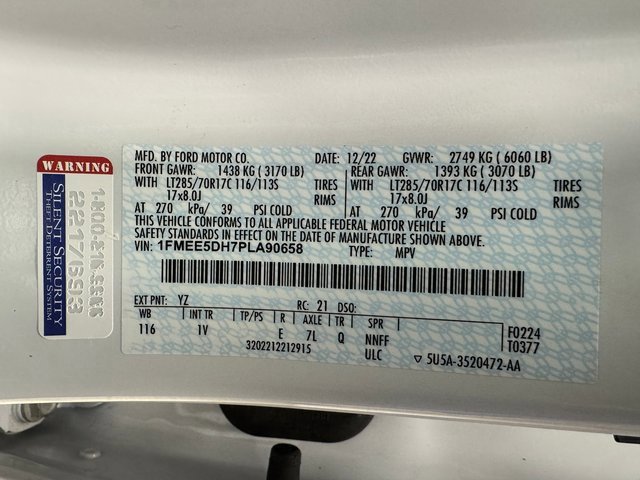 WARNING
SILENT SECURITY
THEFT DETERRENT SYSTEM
2217693
MFD. BY FORD MOTOR CO. DATE: 12/22 GVWR: 2749 KG ( 6060 LB)
FRONT GAWR: 1438 KG ( 3170 LB) REAR GAWR: 1393 KG ( 3070 LB)
WITH LT285/70R17C 116/113S TIRES WITH LT285/70R17C 116/113S TIRES
17x8.0J RIMS 17x8.0J RIMS
AT 270 kPa/ 39 PSI COLD AT 270 kPa/ 39 PSI COLD
THIS VEHICLE CONFORMS TO ALL APPLICABLE FEDERAL MOTOR VEHICLE
SAFETY STANDARDS IN EFFECT ON THE DATE OF MANUFACTURE SHOWN ABOVE.
VIN: 1FMEE5DH7PLA90658 TYPE: MPV
EXT PNT: YZ RC: 21 DSO:
WB INT TR TP/PS R AXLE TR SPR F0224
116 1V E 7L Q NNFF T0377
3202212212915 ULC ▽ 5U5A-3520472-AA